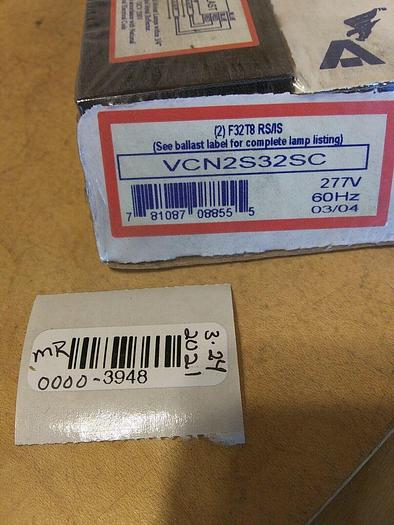 (2) F32T8 RS/IS
(See ballast label for complete lamp listing)
VCN2S32SC
277V
60Hz
03/04
7 81087 08855 5
MR
3-24
2021
0000-3948